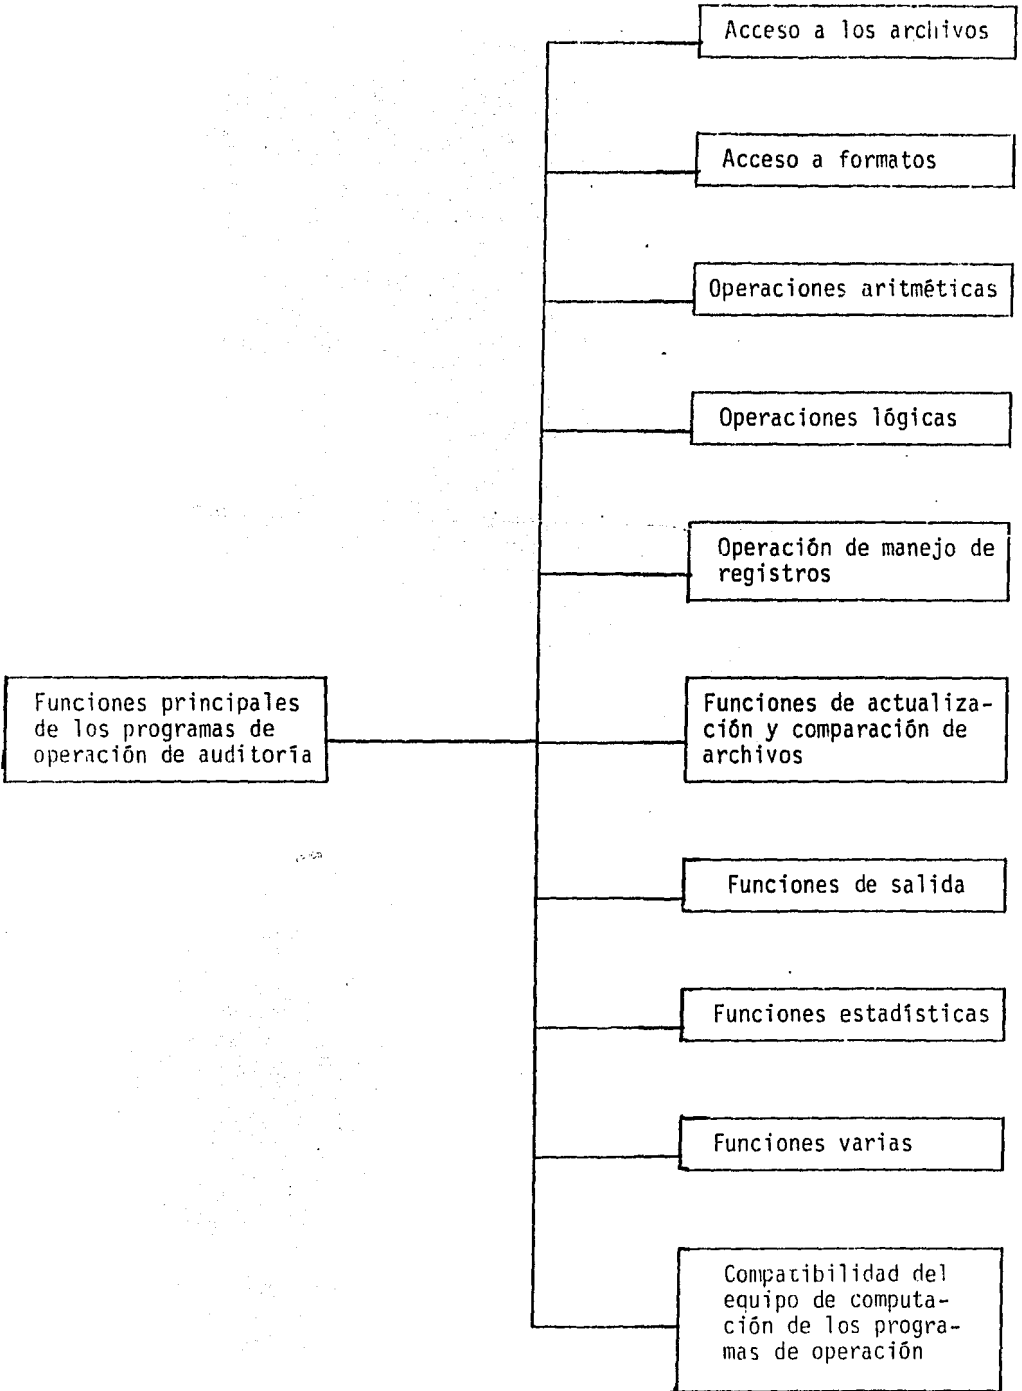 Acceso a los archivos
Acceso a formatos
Operaciones aritméticas
Operaciones lógicas
Operación de manejo de
registros
Funciones principales
de los programas de
operación de auditoría
Funciones de actualiza-
ción y comparación de
archivos
Funciones de salida
Funciones estadísticas
Funciones varias
Compatibilidad del
equipo de computa-
ción de los progra-
mas de operación